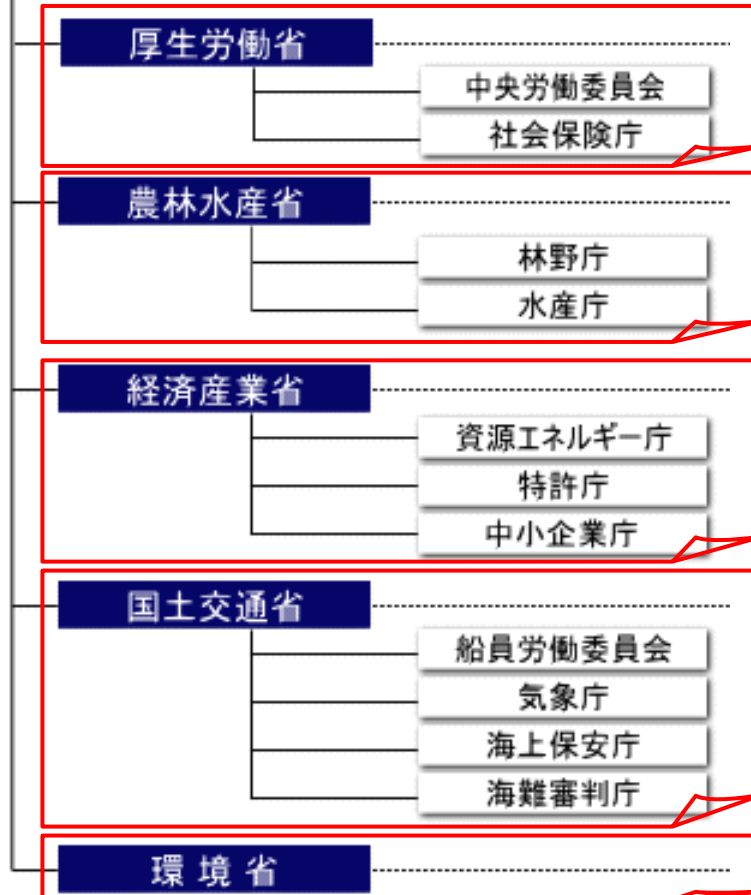 厚生労働省
中央労働委員会
社会保険庁
農林水産省
林野庁
水産庁
経済産業省
資源エネルギー庁
特許庁
中小企業庁
国土交通省
船員労働委員会
気象庁
海上保安庁
海難審判庁
環境省